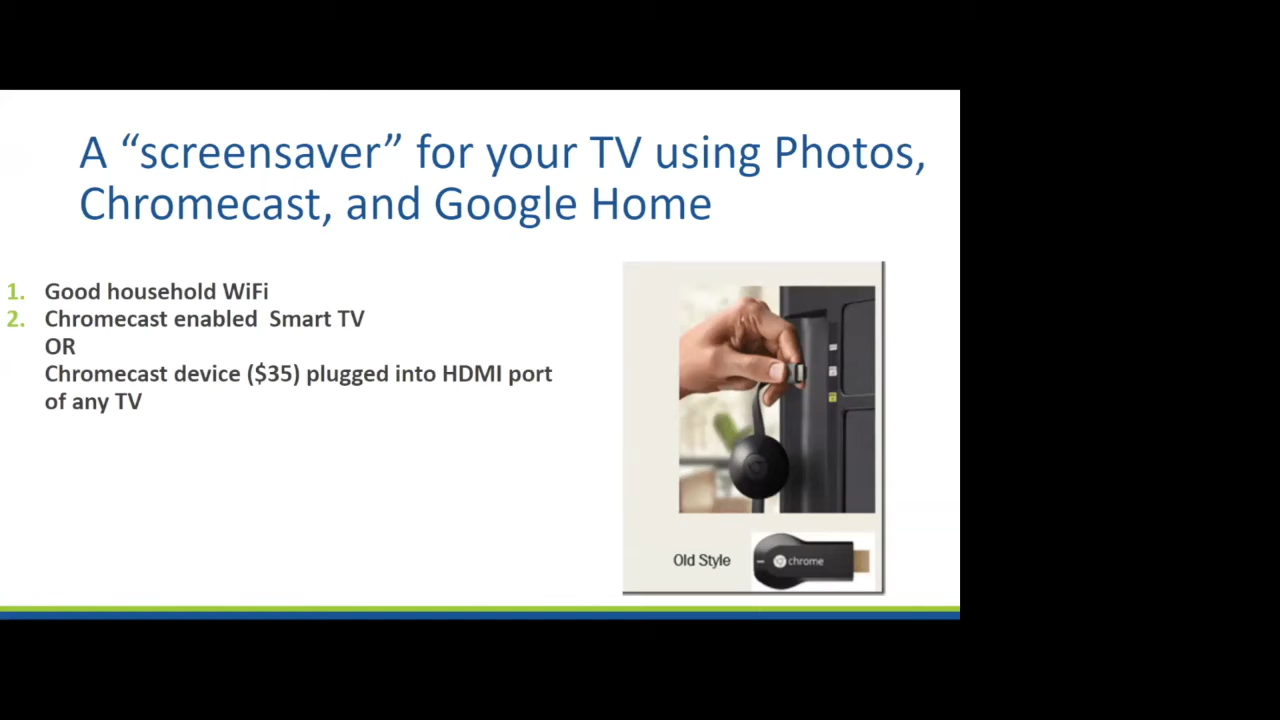 A “screensaver” for your TV using Photos,
Chromecast, and Google Home
1. Good household WiFi
2. Chromecast enabled  Smart TV
OR
Chromecast device ($35) plugged into HDMI port
of any TV
Old Style
chrome